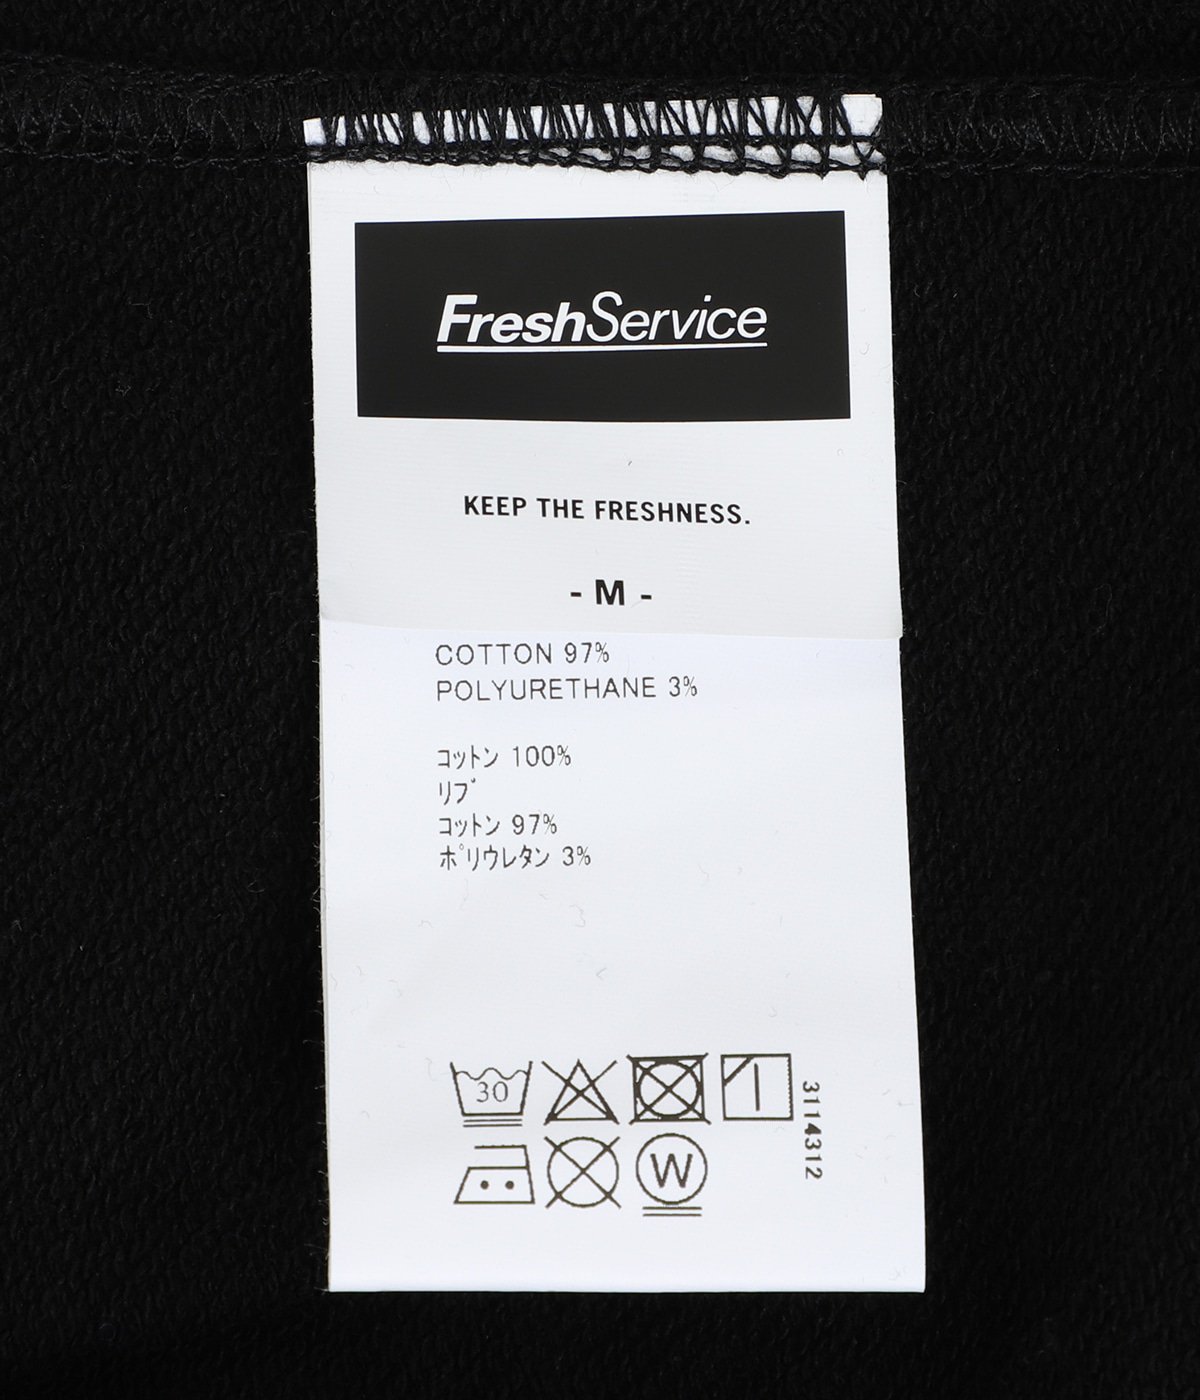 FreshService
KEEP THE FRESHNESS.
- M -
COTTON 97%
POLYURETHANE 3%
コットン 100%
リブ
コットン 97%
ポリウレタン 3%
30
W
3114312